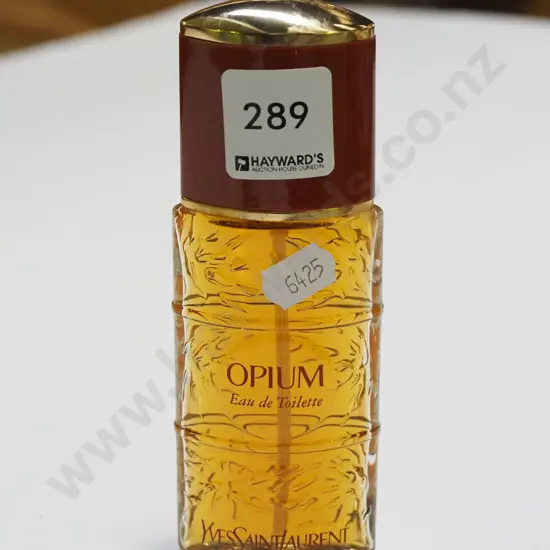 289
HAYWARD'S
AUCTION HOUSE DUNEDIN
6425
OPIUM
Eau de Toilette
YVESSAINTLAURENT